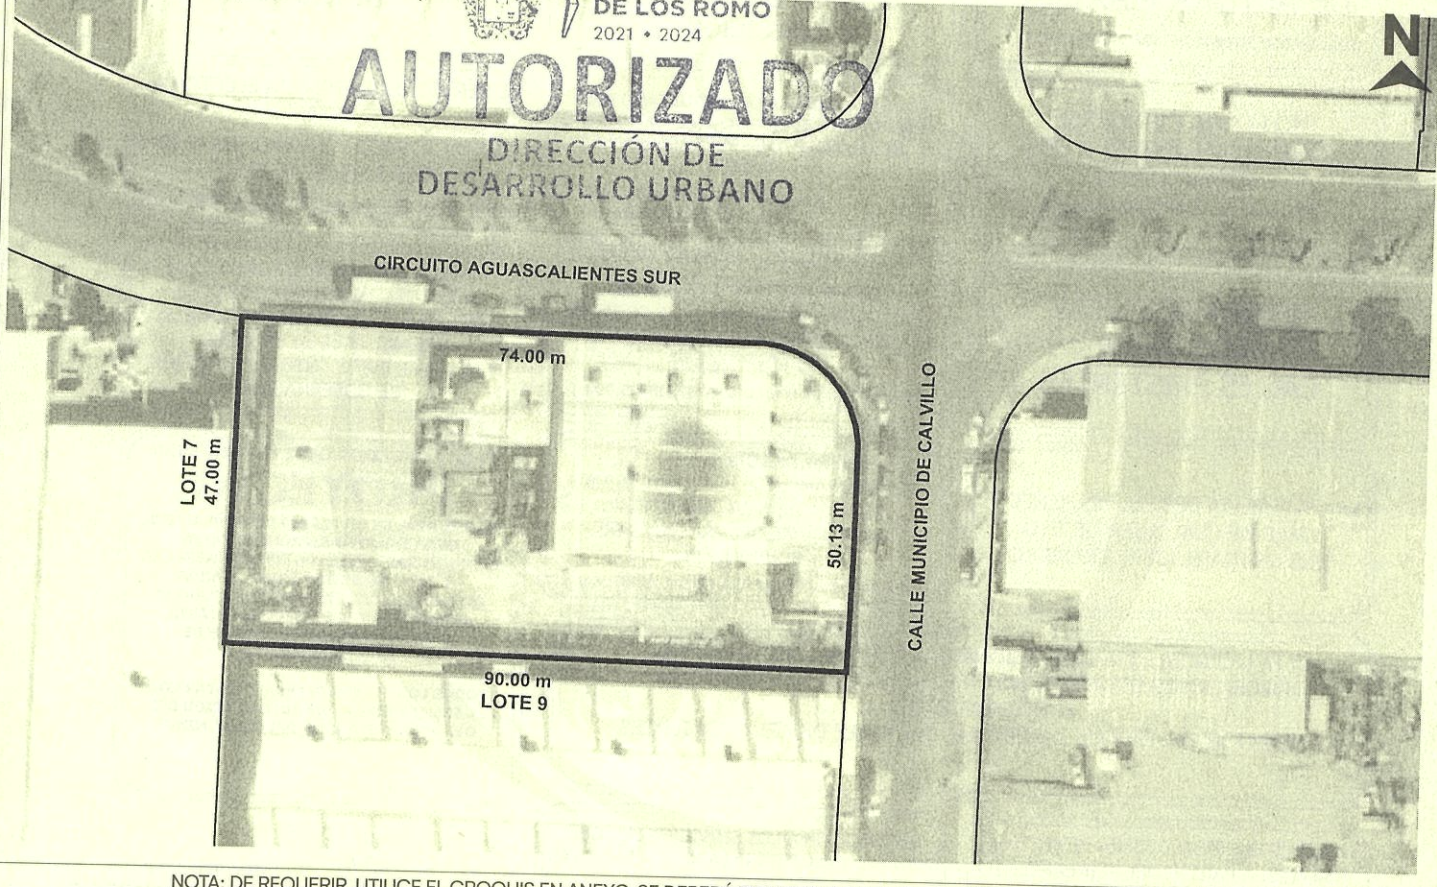 DE LOS ROMO
2021 • 2024
N
AUTORIZADO
DIRECCIÓN DE
DESARROLLO URBANO
CIRCUITO AGUASCALIENTES SUR
74.00 m
LOTE 7
47.00 m
50.13 m
CALLE MUNICIPIO DE CALVILLO
90.00 m
LOTE 9
NOTA: DE REQUERIR, UTILICE EL CROQUIS EN ANEXO, SE